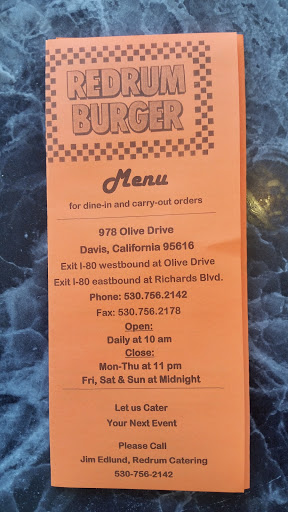 REDRUM
BURGER
Menu
for dine-in and carry-out orders
978 Olive Drive
Davis, California 95616
Exit I-80 westbound at Olive Drive
Exit I-80 eastbound at Richards Blvd.
Phone: 530.756.2142
Fax: 530.756.2178
Open:
Daily at 10 am
Close:
Mon-Thu at 11 pm
Fri, Sat & Sun at Midnight
Let us Cater
Your Next Event
Please Call
Jim Edlund, Redrum Catering
530-756-2142